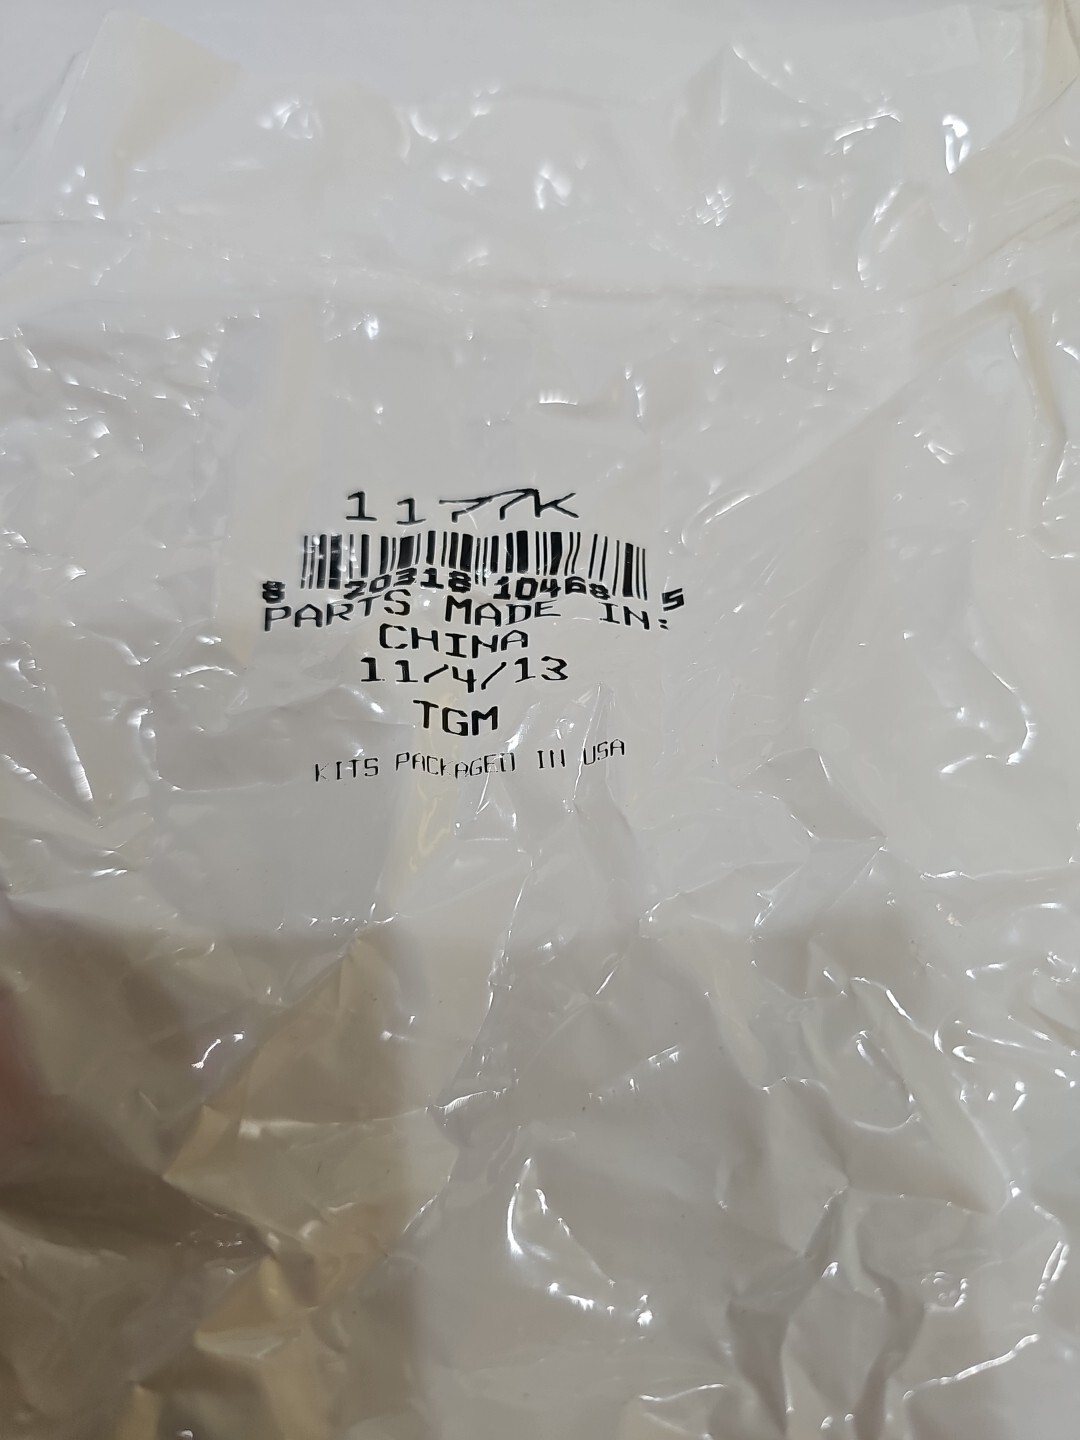 1177K
8 20318 10468 5
PARTS MADE IN:
CHINA
11/4/13
TGM
KITS PACKAGED IN USA